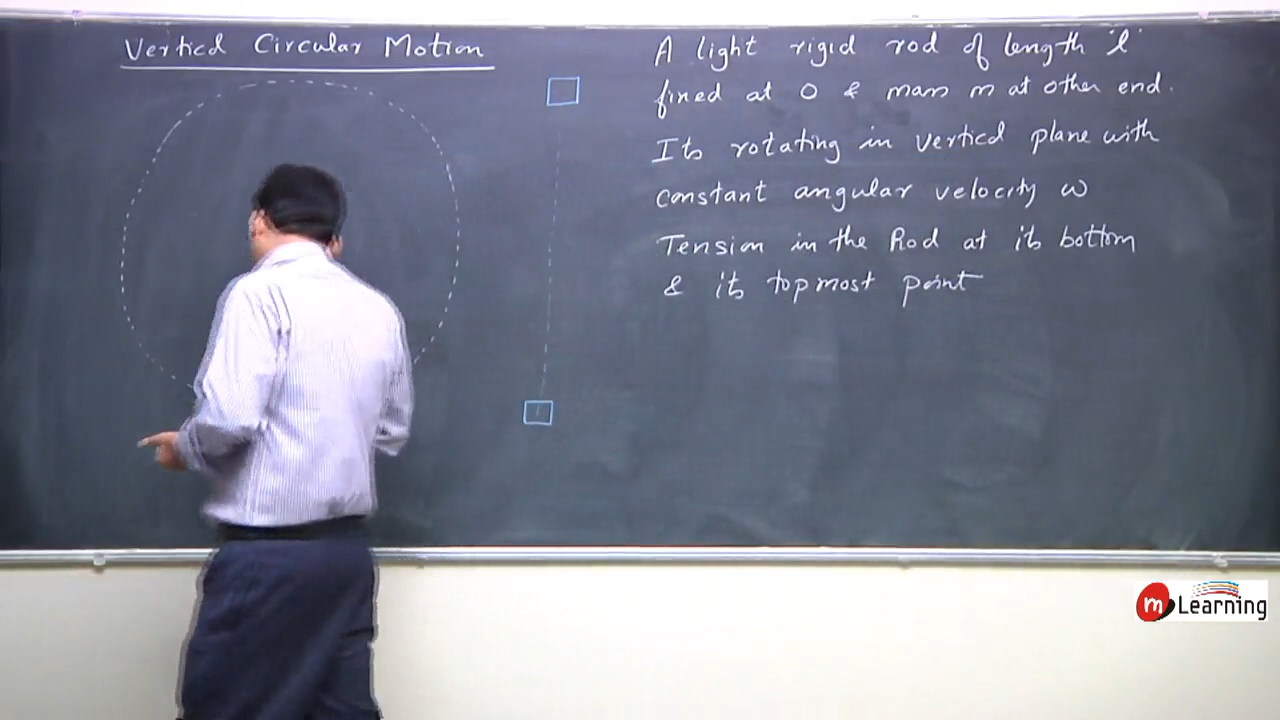 Vertical Circular Motion
A light rigid rod of length 'l'
fixed at O & mass m at other end.
Its rotating in vertical plane with
constant angular velocity ω
Tension in the Rod at its bottom
& its topmost point
m Learning